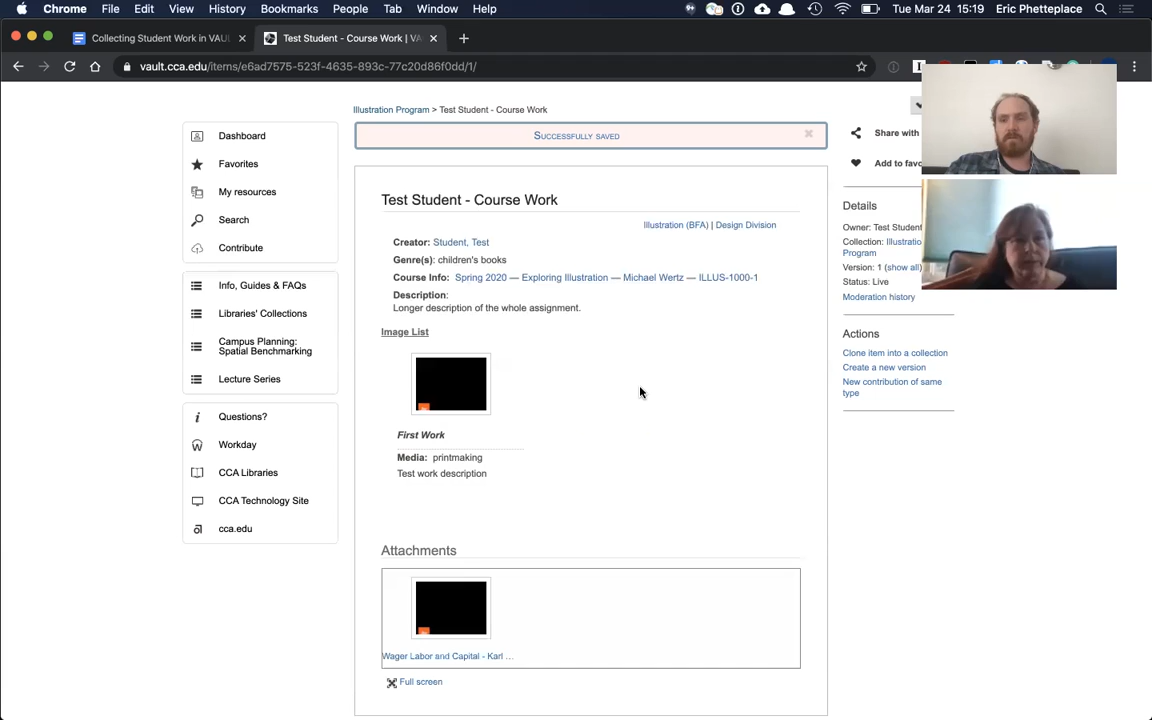 Chrome File Edit View History Bookmarks People Tab Window Help Tue Mar 24 15:19 Eric Phetteplace
Collecting Student Work in VAUL
Test Student - Course Work | VA
vault.cca.edu/items/e6ad7575-523f-4635-893c-77c20d86f0dd/1/
Illustration Program > Test Student - Course Work
Successfully saved
Dashboard
Favorites
My resources
Search
Contribute
Info, Guides & FAQs
Libraries' Collections
Campus Planning:
Spatial Benchmarking
Lecture Series
Questions?
Workday
CCA Libraries
CCA Technology Site
cca.edu
Test Student - Course Work
Illustration (BFA) | Design Division
Creator: Student, Test
Genre(s): children's books
Course Info: Spring 2020 — Exploring Illustration — Michael Wertz — ILLUS-1000-1
Description:
Longer description of the whole assignment.
Image List
First Work
Media: printmaking
Test work description
Attachments
Wager Labor and Capital - Karl ...
Full screen
Share with
Add to favo
Details
Owner: Test Student
Collection: Illustratio
Program
Version: 1 (show all)
Status: Live
Moderation history
Actions
Clone item into a collection
Create a new version
New contribution of same
type